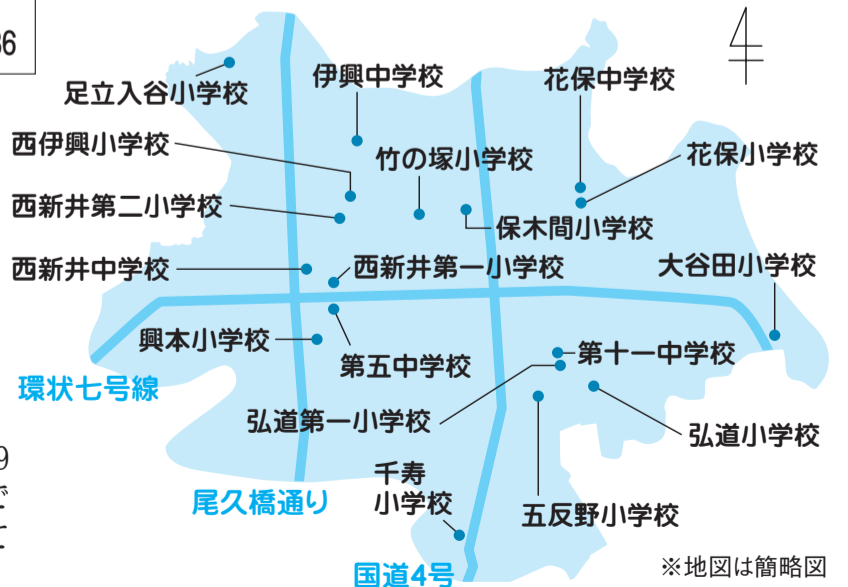 36
足立入谷小学校
伊興中学校
花保中学校
西伊興小学校
竹の塚小学校
花保小学校
西新井第二小学校
保木間小学校
西新井中学校
西新井第一小学校
大谷田小学校
興本小学校
第五中学校
第十一中学校
環状七号線
弘道第一小学校
弘道小学校
尾久橋通り
千寿
小学校
五反野小学校
国道4号
※地図は簡略図